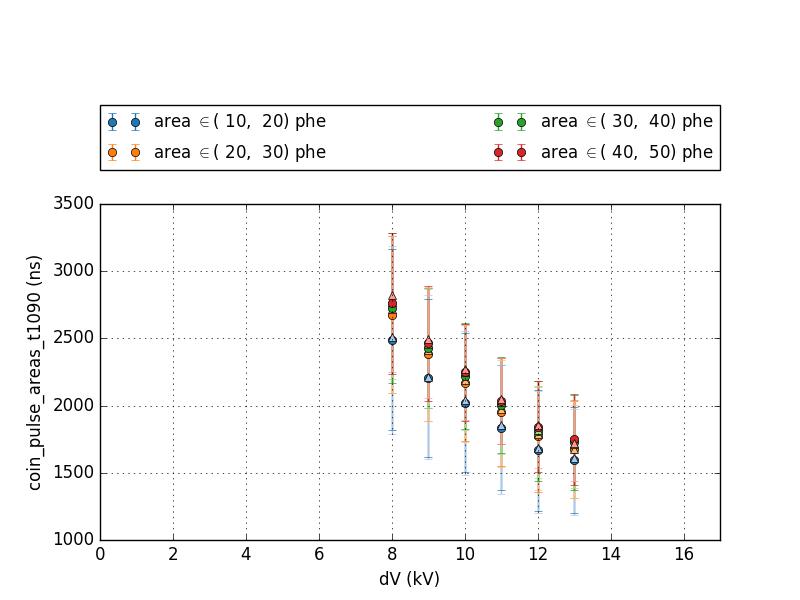 area ∈( 10,  20) phe
area ∈( 30,  40) phe
area ∈( 20,  30) phe
area ∈( 40,  50) phe
3500
3000
2500
2000
1500
1000
coin_pulse_areas_t1090 (ns)
0 2 4 6 8 10 12 14 16
dV (kV)